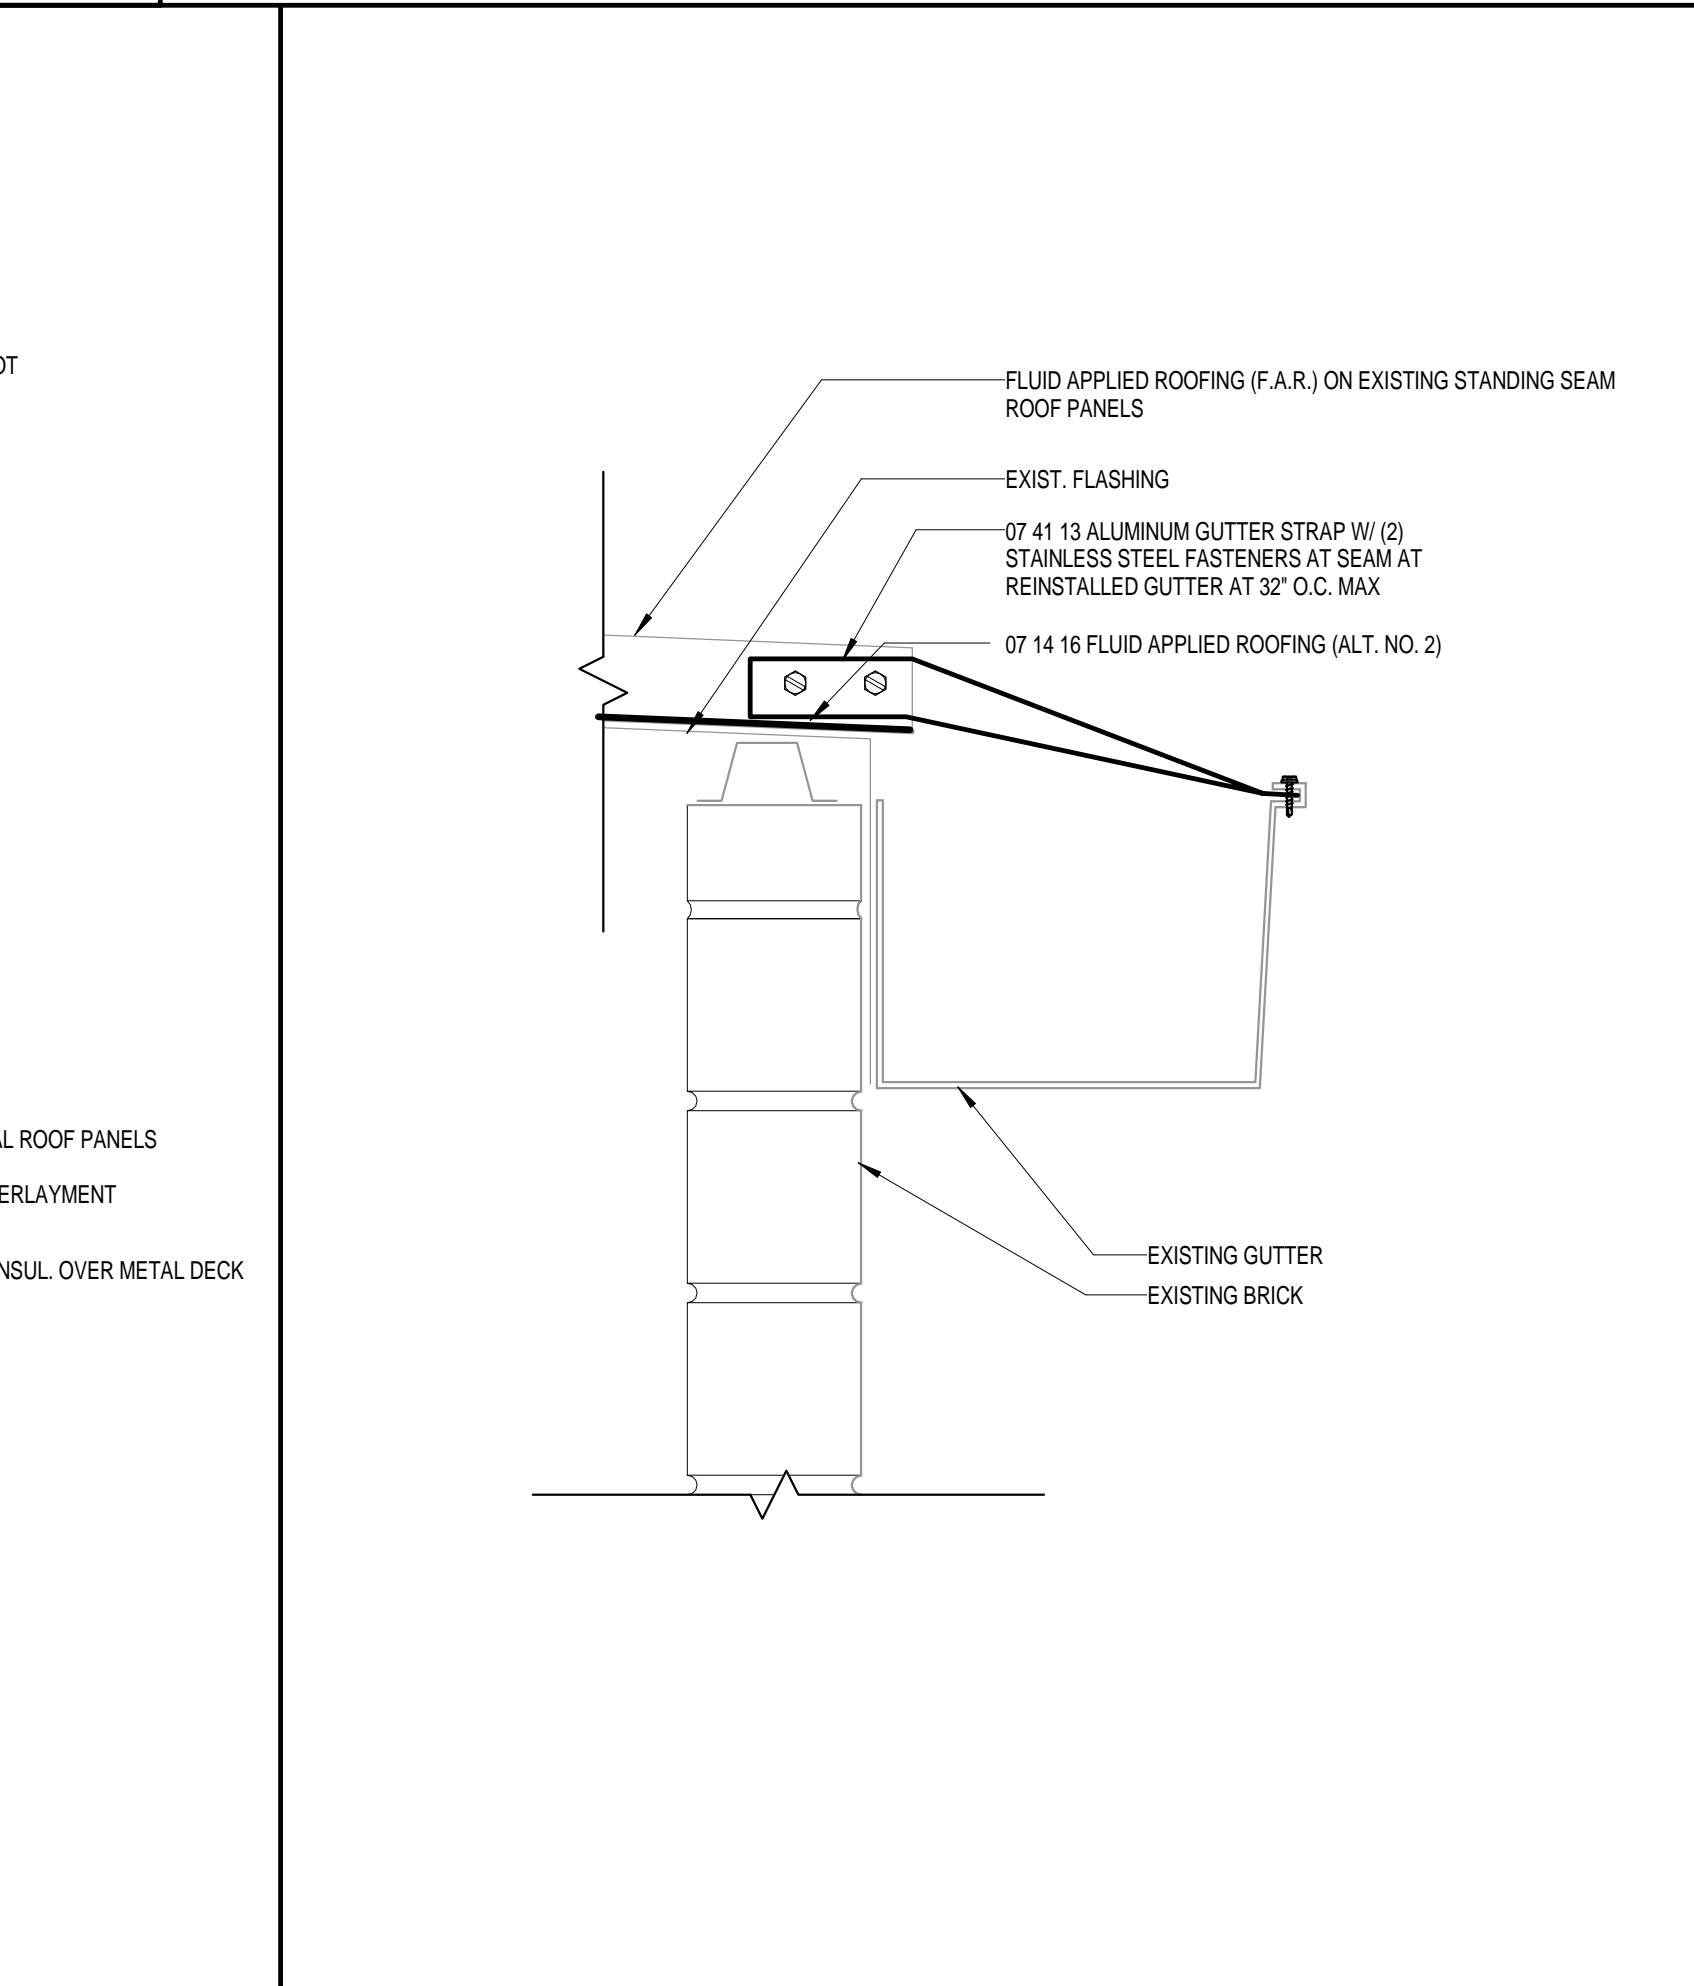 OT
FLUID APPLIED ROOFING (F.A.R.) ON EXISTING STANDING SEAM
ROOF PANELS
EXIST. FLASHING
07 41 13 ALUMINUM GUTTER STRAP W/ (2)
STAINLESS STEEL FASTENERS AT SEAM AT
REINSTALLED GUTTER AT 32" O.C. MAX
07 14 16 FLUID APPLIED ROOFING (ALT. NO. 2)
AL ROOF PANELS
ERLAYMENT
NSUL. OVER METAL DECK
EXISTING GUTTER
EXISTING BRICK